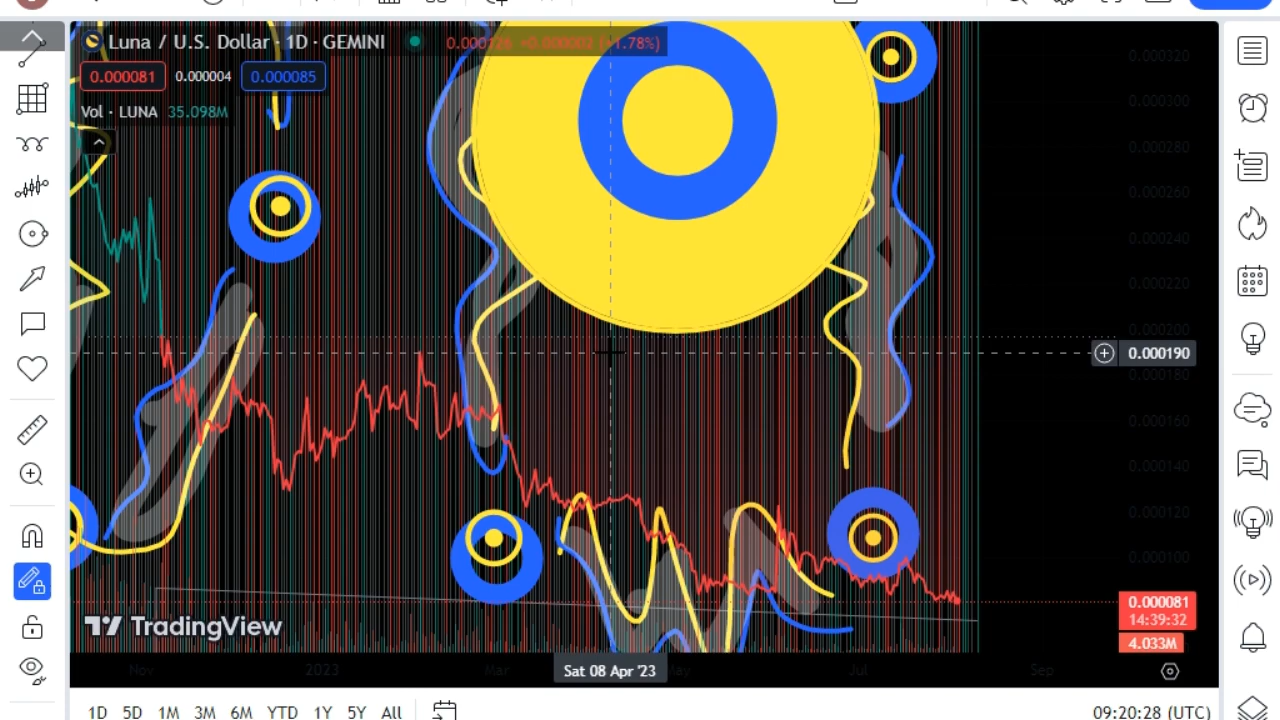 Luna / U.S. Dollar · 1D · GEMINI 0.000126 +0.000002 (+1.78%)
0.000081 0.000004 0.000085
Vol · LUNA 35.098M
0.000320
0.000300
0.000280
0.000260
0.000240
0.000220
0.000200
0.000190
0.000180
0.000160
0.000140
0.000120
0.000100
0.000081
14:39:32
4.033M
TradingView
Nov 2023 Mar Sat 08 Apr '23 May Jul Sep
1D 5D 1M 3M 6M YTD 1Y 5Y All 09:20:28 (UTC)